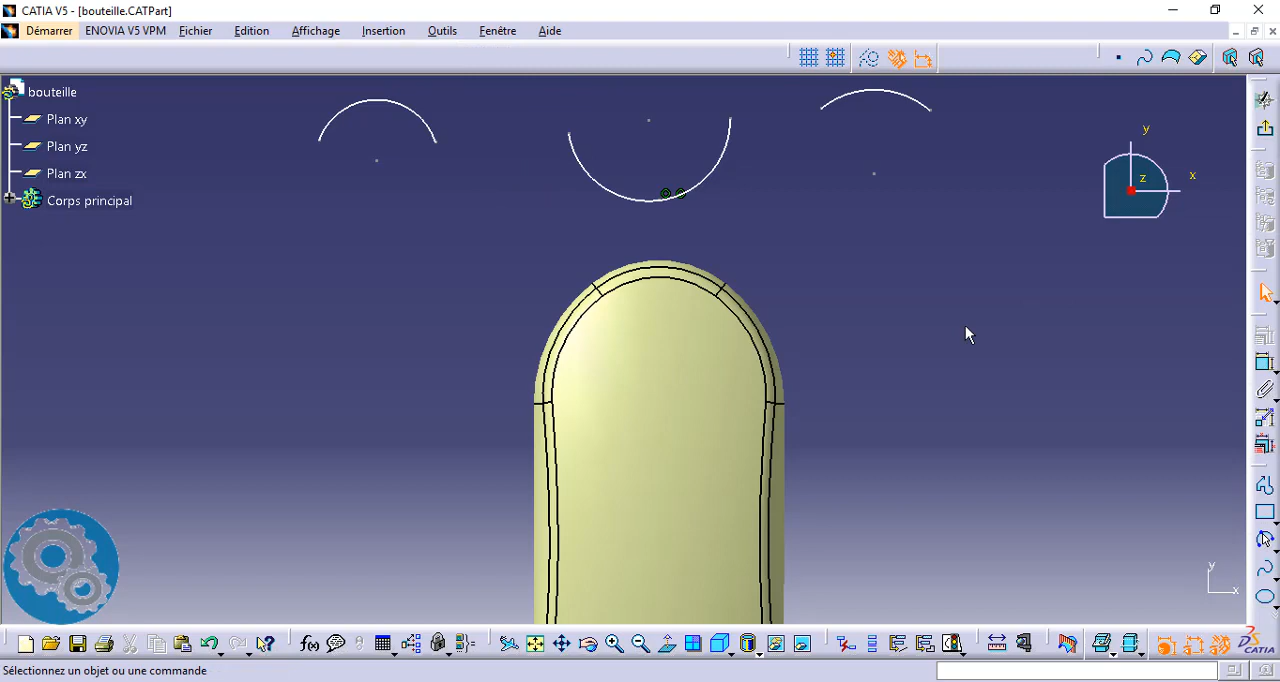 CATIA V5 - [bouteille.CATPart]
Démarrer ENOVIA V5 VPM Fichier Edition Affichage Insertion Outils Fenêtre Aide
bouteille
Plan xy
Plan yz
Plan zx
Corps principal
y
z
x
y
x
f(x)
CATIA
Sélectionnez un objet ou une commande